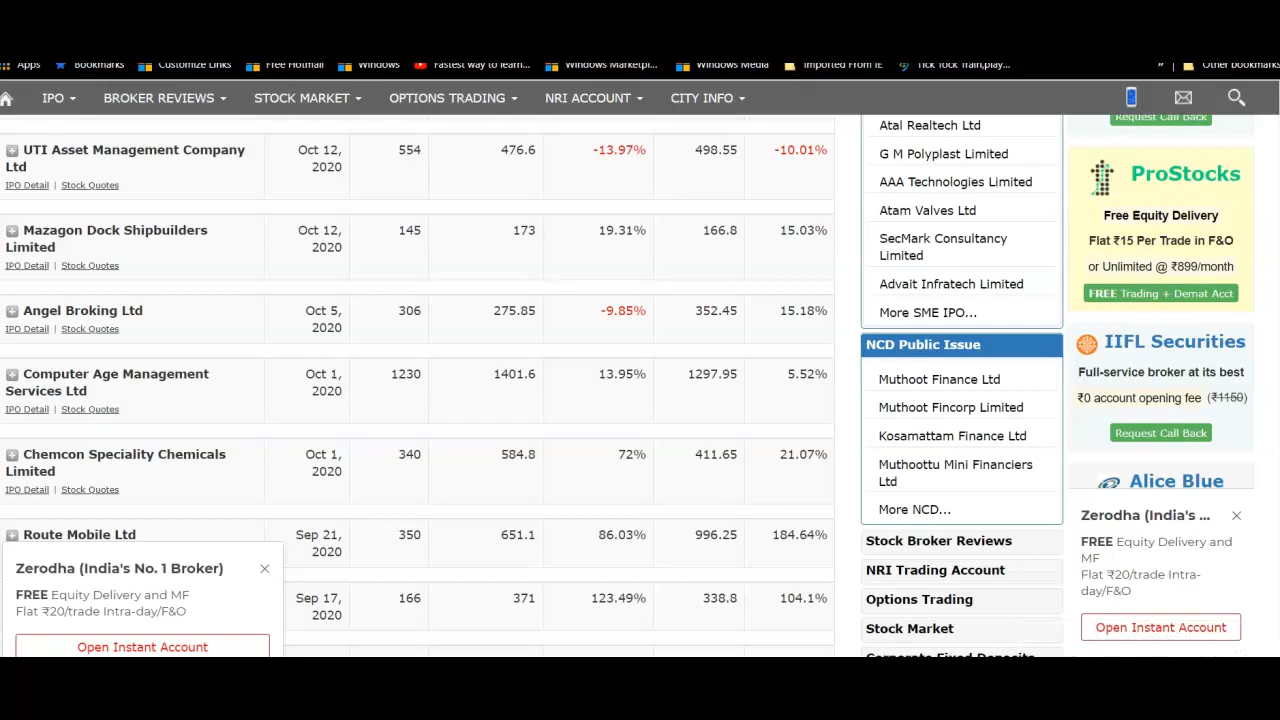 Apps Bookmarks Customize Links Free Hotmail Windows Fastest way to learn... Windows Marketpl... Windows Media Imported From IE Tick Tock Train,play... » Other bookmarks
IPO BROKER REVIEWS STOCK MARKET OPTIONS TRADING NRI ACCOUNT CITY INFO
UTI Asset Management Company Oct 12, 554 476.6 -13.97% 498.55 -10.01%
Ltd 2020
IPO Detail | Stock Quotes
Mazagon Dock Shipbuilders Oct 12, 145 173 19.31% 166.8 15.03%
Limited 2020
IPO Detail | Stock Quotes
Angel Broking Ltd Oct 5, 306 275.85 -9.85% 352.45 15.18%
IPO Detail | Stock Quotes 2020
Computer Age Management Oct 1, 1230 1401.6 13.95% 1297.95 5.52%
Services Ltd 2020
IPO Detail | Stock Quotes
Chemcon Speciality Chemicals Oct 1, 340 584.8 72% 411.65 21.07%
Limited 2020
IPO Detail | Stock Quotes
Route Mobile Ltd Sep 21, 350 651.1 86.03% 996.25 184.64%
2020
Sep 17, 166 371 123.49% 338.8 104.1%
2020
Zerodha (India's No. 1 Broker)
FREE Equity Delivery and MF
Flat ₹20/trade Intra-day/F&O
Open Instant Account
Atal Realtech Ltd
G M Polyplast Limited
AAA Technologies Limited
Atam Valves Ltd
SecMark Consultancy
Limited
Advait Infratech Limited
More SME IPO...
NCD Public Issue
Muthoot Finance Ltd
Muthoot Fincorp Limited
Kosamattam Finance Ltd
Muthoottu Mini Financiers
Ltd
More NCD...
Stock Broker Reviews
NRI Trading Account
Options Trading
Stock Market
Corporate Fixed Deposits
Request Call Back
ProStocks
Free Equity Delivery
Flat ₹15 Per Trade in F&O
or Unlimited @ ₹899/month
FREE Trading + Demat Acct
IIFL Securities
Full-service broker at its best
₹0 account opening fee (₹1150)
Request Call Back
Alice Blue
Zerodha (India's ...
FREE Equity Delivery and
MF
Flat ₹20/trade Intra-
day/F&O
Open Instant Account